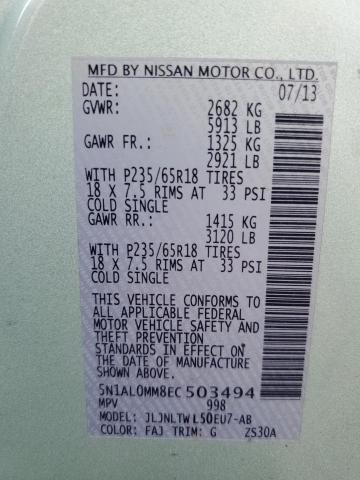 MFD BY NISSAN MOTOR CO., LTD.
DATE: 07/13
GVWR: 2682 KG
5913 LB
GAWR FR.: 1325 KG
2921 LB
WITH P235/65R18 TIRES
18 X 7.5 RIMS AT 33 PSI
COLD SINGLE
GAWR RR.: 1415 KG
3120 LB
WITH P235/65R18 TIRES
18 X 7.5 RIMS AT 33 PSI
COLD SINGLE
THIS VEHICLE CONFORMS TO
ALL APPLICABLE FEDERAL
MOTOR VEHICLE SAFETY AND
THEFT PREVENTION
STANDARDS IN EFFECT ON THE
DATE OF MANUFACTURE
SHOWN ABOVE.
5N1AL0MM8EC503494
MPV 998
MODEL: JLJNLTWL50EU7-AB
COLOR: FAJ TRIM: G ZS30A